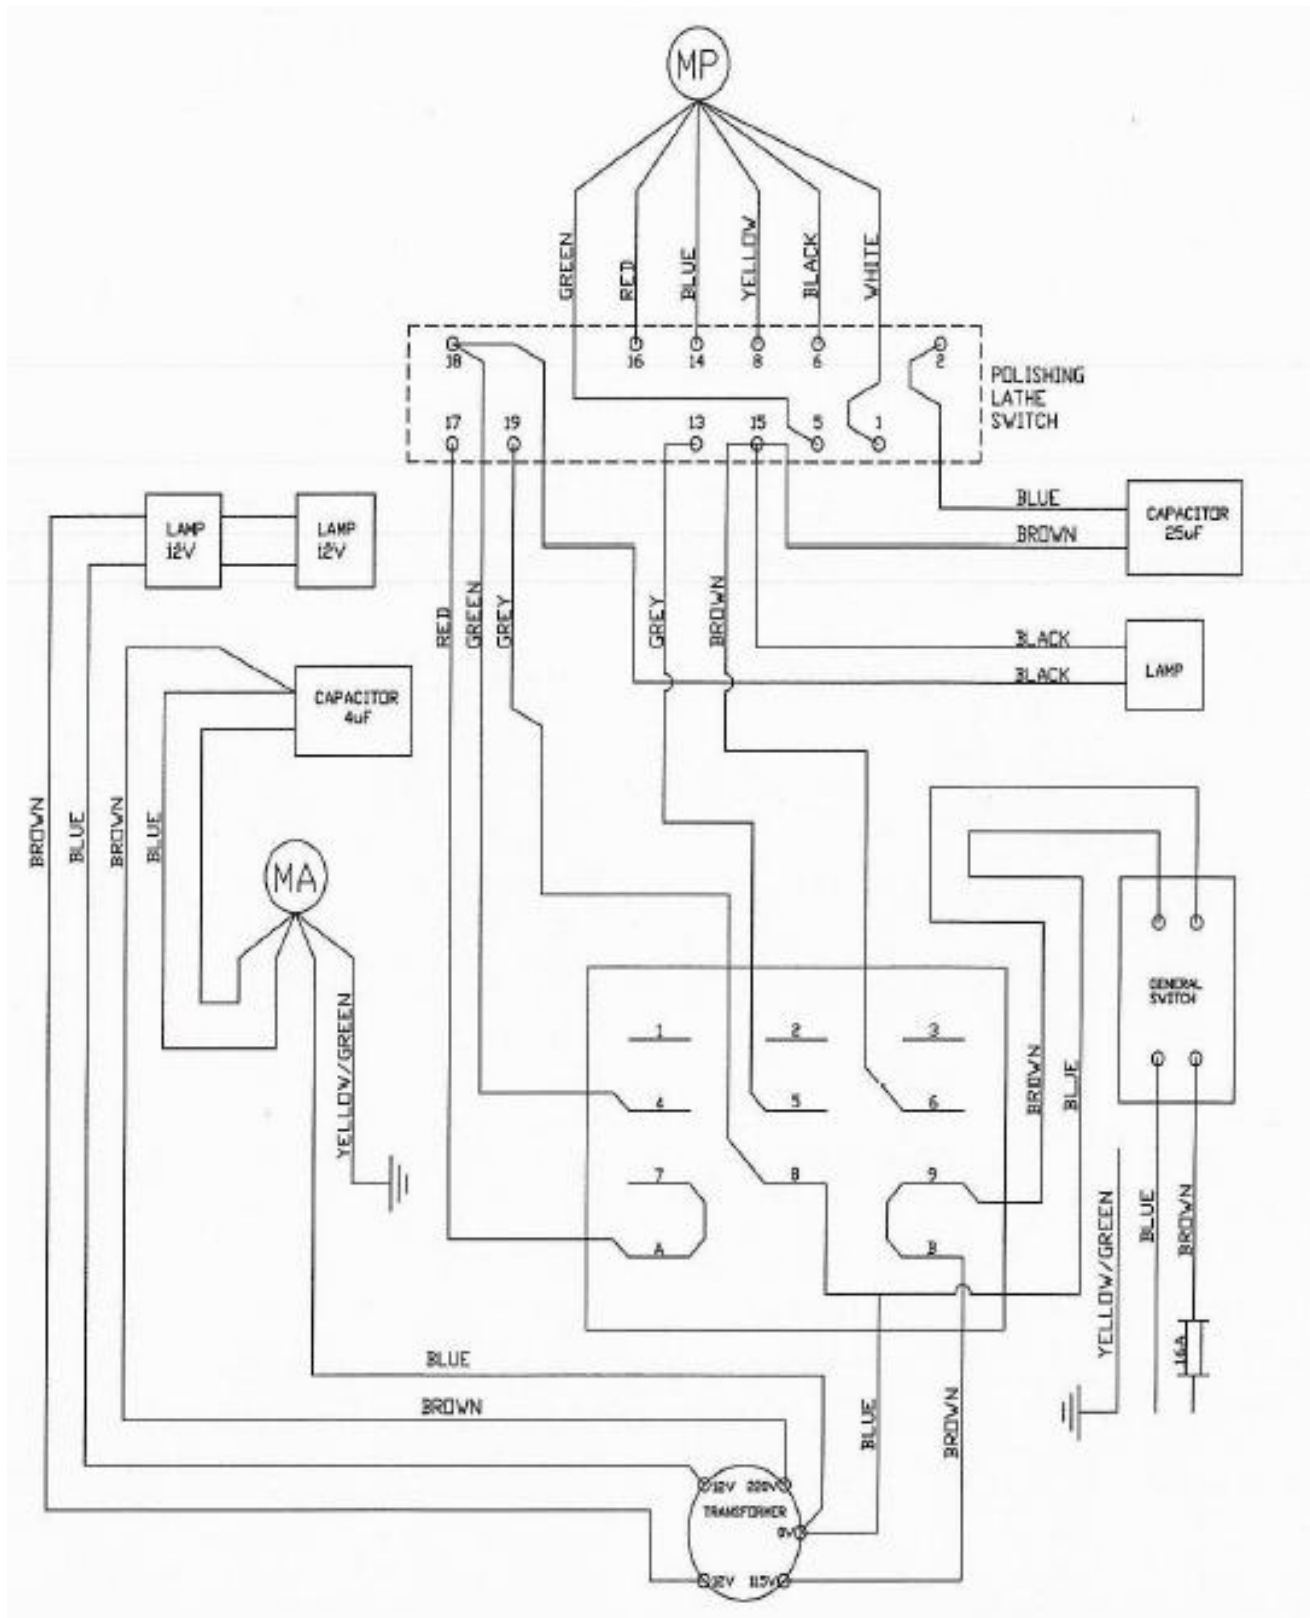 MP
GREEN
RED
BLUE
YELLOW
BLACK
WHITE
18
16
14
8
6
2
POLISHING
LATHE
SWITCH
17
19
13
15
5
1
LAMP
12V
LAMP
12V
BLUE
BROWN
CAPACITOR
25uF
RED
GREEN
GREY
GREY
BROWN
BLACK
BLACK
LAMP
CAPACITOR
4uF
BROWN
BLUE
BROWN
BLUE
MA
YELLOW/GREEN
GENERAL
SWITCH
1
2
3
4
5
6
7
8
9
A
B
BROWN
BLUE
YELLOW/GREEN
BLUE
BROWN
16A
BLUE
BROWN
BLUE
BROWN
12V
220V
TRANSFORMER
0V
12V
115V